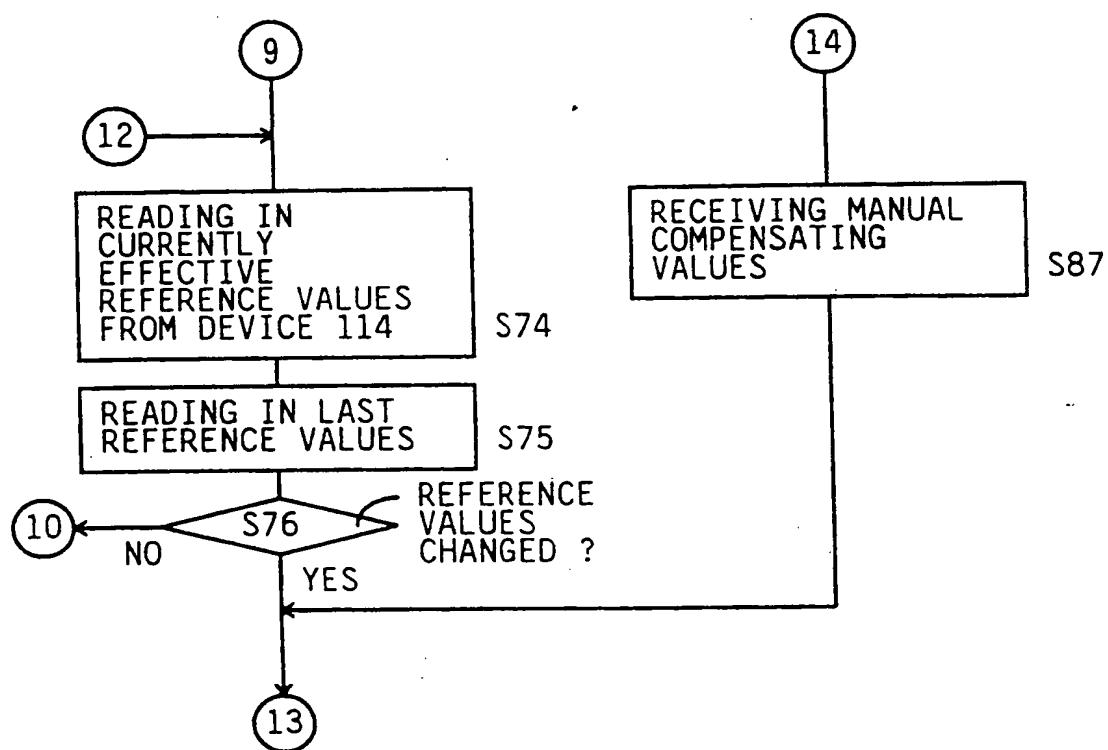 9
14
12
READING IN
CURRENTLY
EFFECTIVE
REFERENCE VALUES
FROM DEVICE 114
S74
RECEIVING MANUAL
COMPENSATING
VALUES
S87
READING IN LAST
REFERENCE VALUES
S75
10
S76
REFERENCE
VALUES
CHANGED ?
NO
YES
13